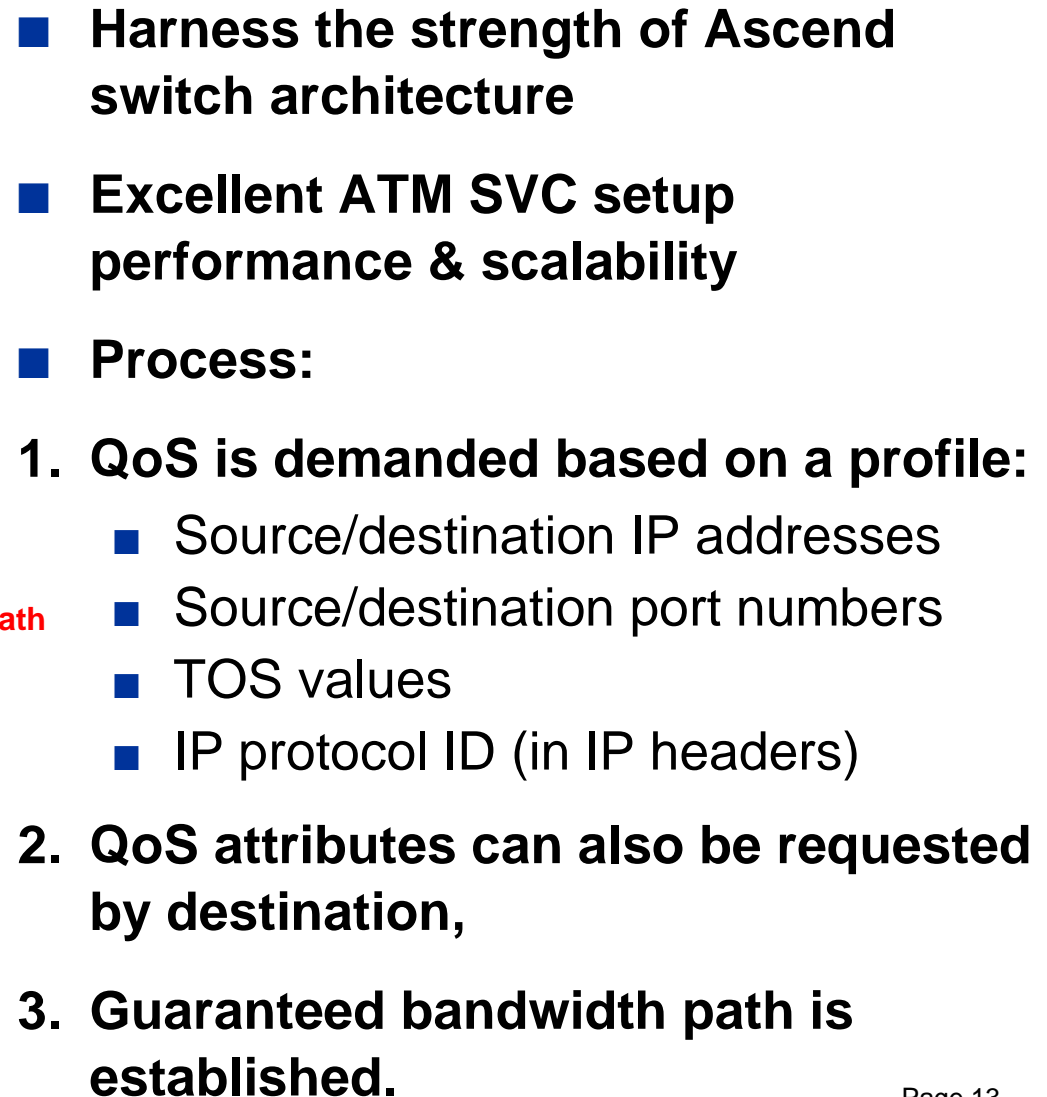 ■ Harness the strength of Ascend
switch architecture
■ Excellent ATM SVC setup
performance & scalability
■ Process:
1. QoS is demanded based on a profile:
■ Source/destination IP addresses
ath
■ Source/destination port numbers
■ TOS values
■ IP protocol ID (in IP headers)
2. QoS attributes can also be requested
by destination,
3. Guaranteed bandwidth path is
established.
Page 13